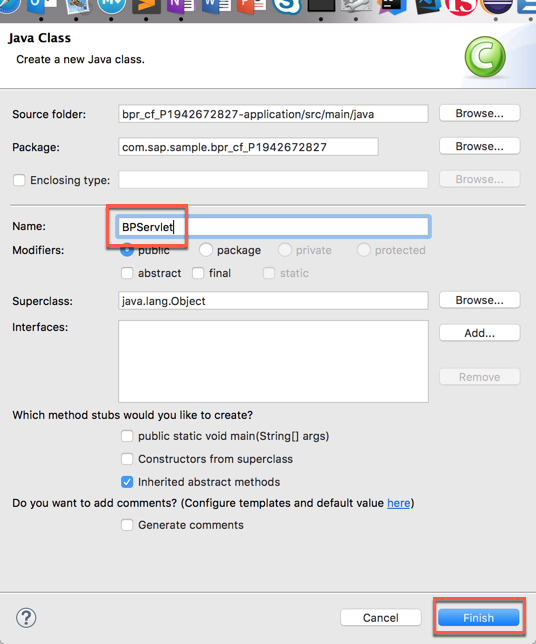 Java Class
Create a new Java class.
Source folder: bpr_cf_P1942672827-application/src/main/java Browse...
Package: com.sap.sample.bpr_cf_P1942672827 Browse...
Enclosing type: Browse...
Name: BPServlet
Modifiers: public package private protected
abstract final static
Superclass: java.lang.Object Browse...
Interfaces: Add...
Remove
Which method stubs would you like to create?
public static void main(String[] args)
Constructors from superclass
Inherited abstract methods
Do you want to add comments? (Configure templates and default value here)
Generate comments
? Cancel Finish